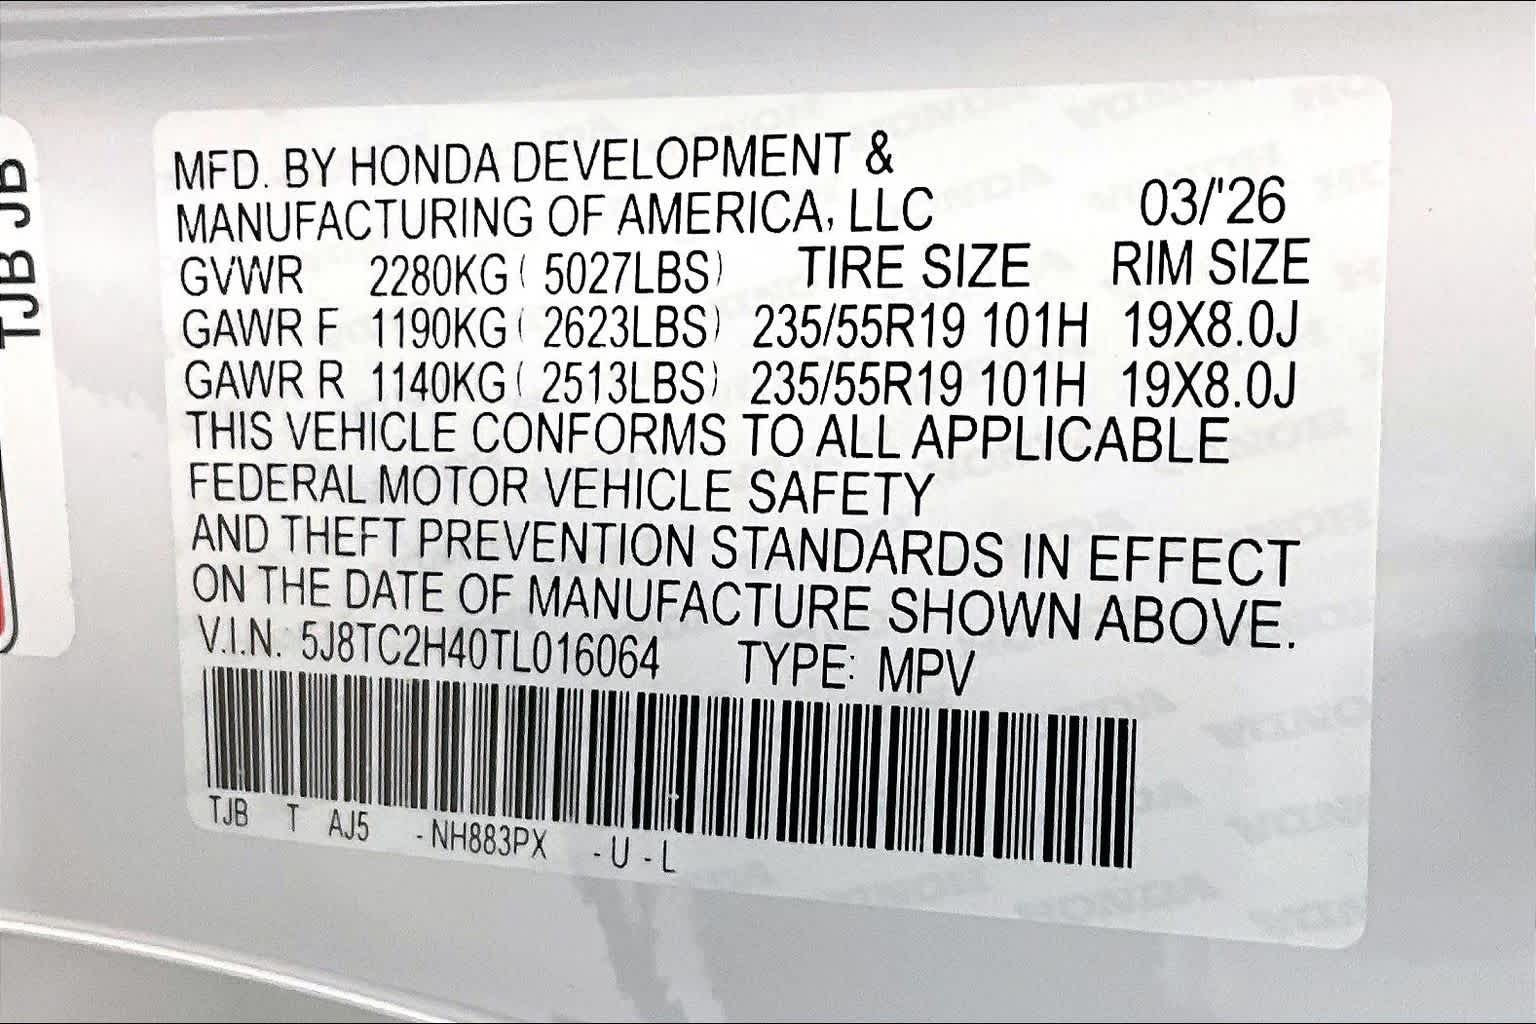 TJB JB
MFD. BY HONDA DEVELOPMENT &
MANUFACTURING OF AMERICA, LLC 03/'26
GVWR 2280KG ( 5027LBS) TIRE SIZE RIM SIZE
GAWR F 1190KG ( 2623LBS) 235/55R19 101H 19X8.0J
GAWR R 1140KG ( 2513LBS) 235/55R19 101H 19X8.0J
THIS VEHICLE CONFORMS TO ALL APPLICABLE
FEDERAL MOTOR VEHICLE SAFETY
AND THEFT PREVENTION STANDARDS IN EFFECT
ON THE DATE OF MANUFACTURE SHOWN ABOVE.
V.I.N. 5J8TC2H40TL016064 TYPE: MPV
TJB T AJ5 -NH883PX -U-L